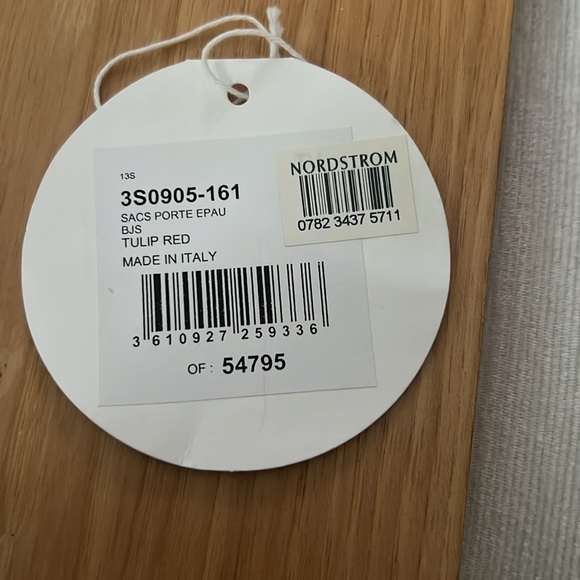 13S
3S0905-161
SACS PORTE EPAU
BJS
TULIP RED
MADE IN ITALY
3 610927 259336
OF : 54795
NORDSTROM
0782 3437 5711